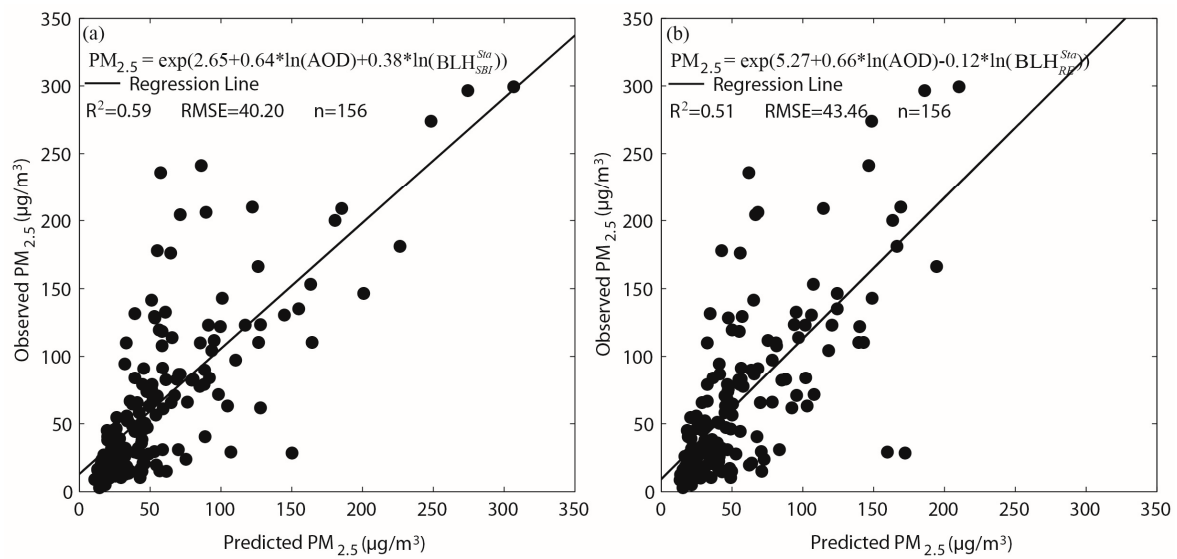 (a)
PM2.5 = exp(2.65+0.64*ln(AOD)+0.38*ln(BLH^Sta_SBI))
Regression Line
R²=0.59 RMSE=40.20 n=156
350
300
250
200
150
100
50
0
Observed PM2.5 (µg/m³)
0 50 100 150 200 250 300 350
Predicted PM2.5 (µg/m³)
(b)
PM2.5 = exp(5.27+0.66*ln(AOD)-0.12*ln(BLH^Sta_RE))
Regression Line
R²=0.51 RMSE=43.46 n=156
350
300
250
200
150
100
50
0
Observed PM2.5 (µg/m³)
0 50 100 150 200 250 300 350
Predicted PM2.5 (µg/m³)